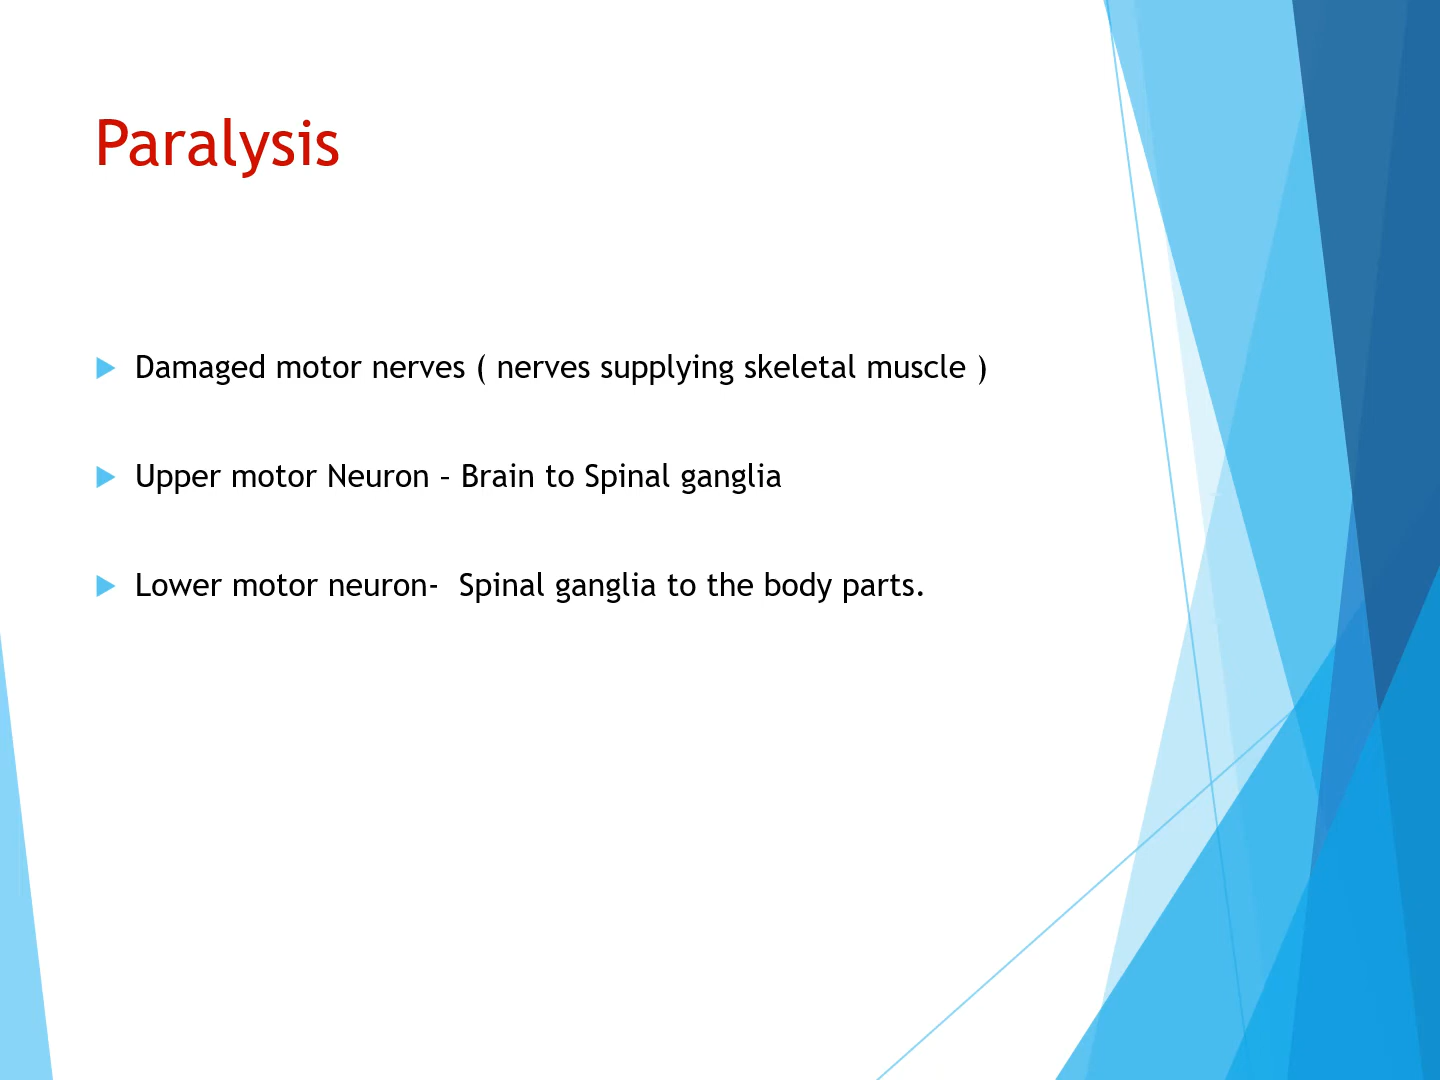 Paralysis
Damaged motor nerves ( nerves supplying skeletal muscle )
Upper motor Neuron – Brain to Spinal ganglia
Lower motor neuron-  Spinal ganglia to the body parts.